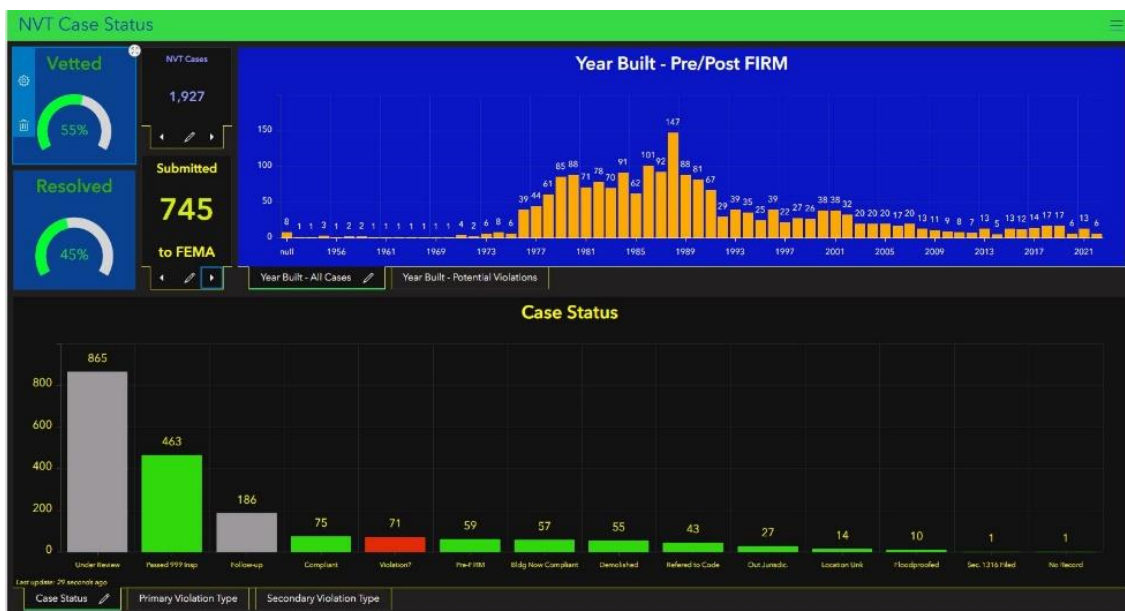 NVT Case Status
Vetted
55%
NVT Cases
1,927
Resolved
45%
Submitted
745
to FEMA
Year Built - Pre/Post FIRM
150
100
50
0
8 1 1 3 1 2 2 1 1 1 1 1 1 1 1 4 2 6 8 6 39 44 61 85 88 71 78 70 91 62 101 92 147 88 81 67 29 39 35 25 39 22 27 26 38 38 32 20 20 20 17 20 13 11 9 8 7 13 5 13 12 14 17 17 6 13 6
null 1956 1961 1969 1973 1977 1981 1985 1989 1993 1997 2001 2005 2009 2013 2017 2021
Year Built - All Cases
Year Built - Potential Violations
Case Status
800
600
400
200
0
865 463 186 75 71 59 57 55 43 27 14 10 1 1
Under Review Passed 999 Insp Follow-up Compliant Violation? Pre-FIRM Bldg Now Compliant Demolished Refered to Code Out Jurisdic. Location Unk Floodproofed Sec. 1316 Filed No Record
Last update: 29 seconds ago
Case Status
Primary Violation Type
Secondary Violation Type